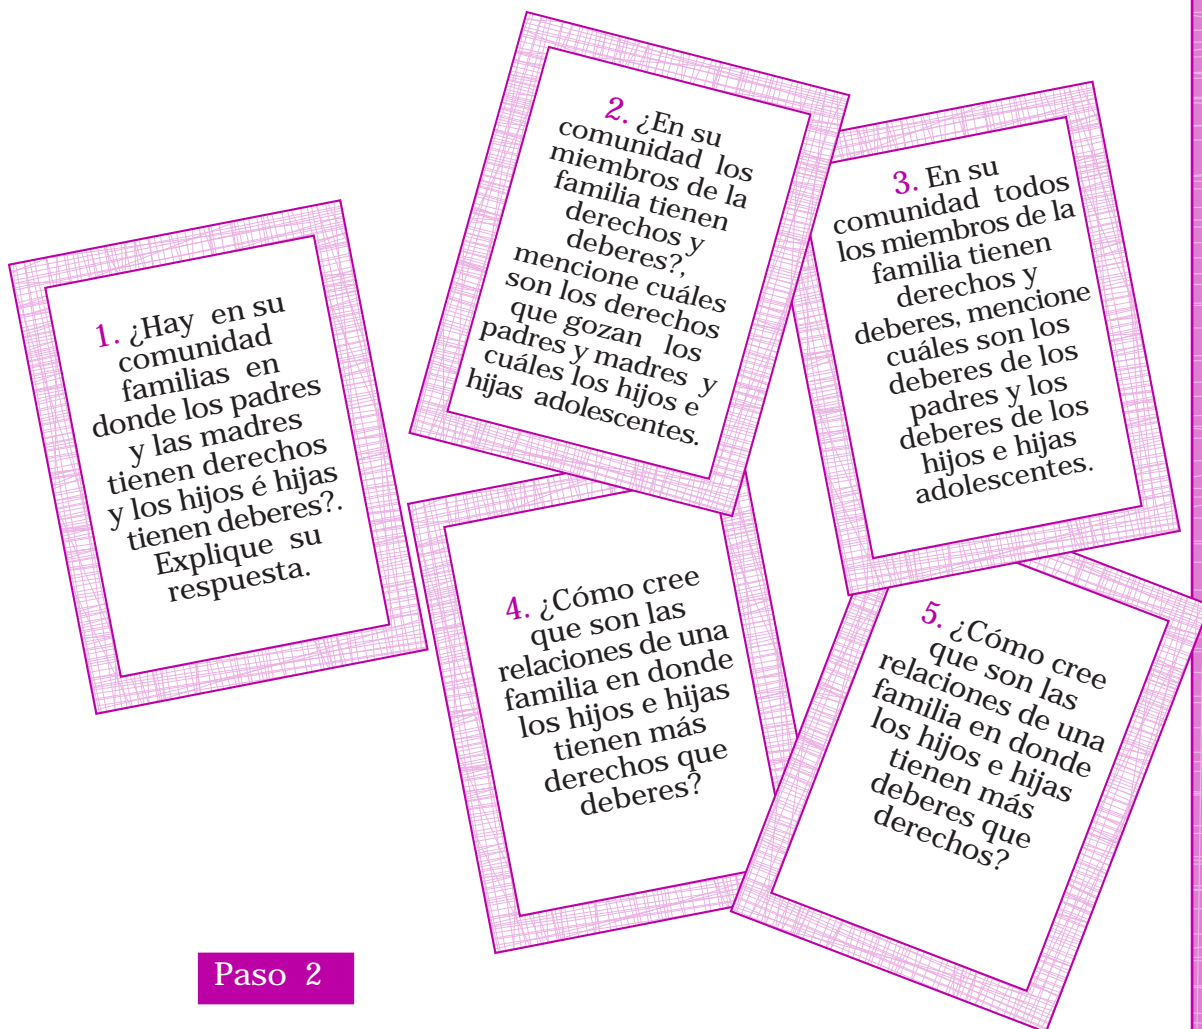 1. ¿Hay en su
comunidad
familias en
donde los padres
y las madres
tienen derechos
y los hijos é hijas
tienen deberes?.
Explique su
respuesta.
2. ¿En su
comunidad los
miembros de la
familia tienen
derechos y
deberes?,
mencione cuáles
son los derechos
que gozan los
padres y madres y
cuáles los hijos e
hijas adolescentes.
3. En su
comunidad todos
los miembros de la
familia tienen
derechos y
deberes, mencione
cuáles son los
deberes de los
padres y los
deberes de los
hijos e hijas
adolescentes.
4. ¿Cómo cree
que son las
relaciones de una
familia en donde
los hijos e hijas
tienen más
derechos que
deberes?
5. ¿Cómo cree
que son las
relaciones de una
familia en donde
los hijos e hijas
tienen más
deberes que
derechos?
Paso 2